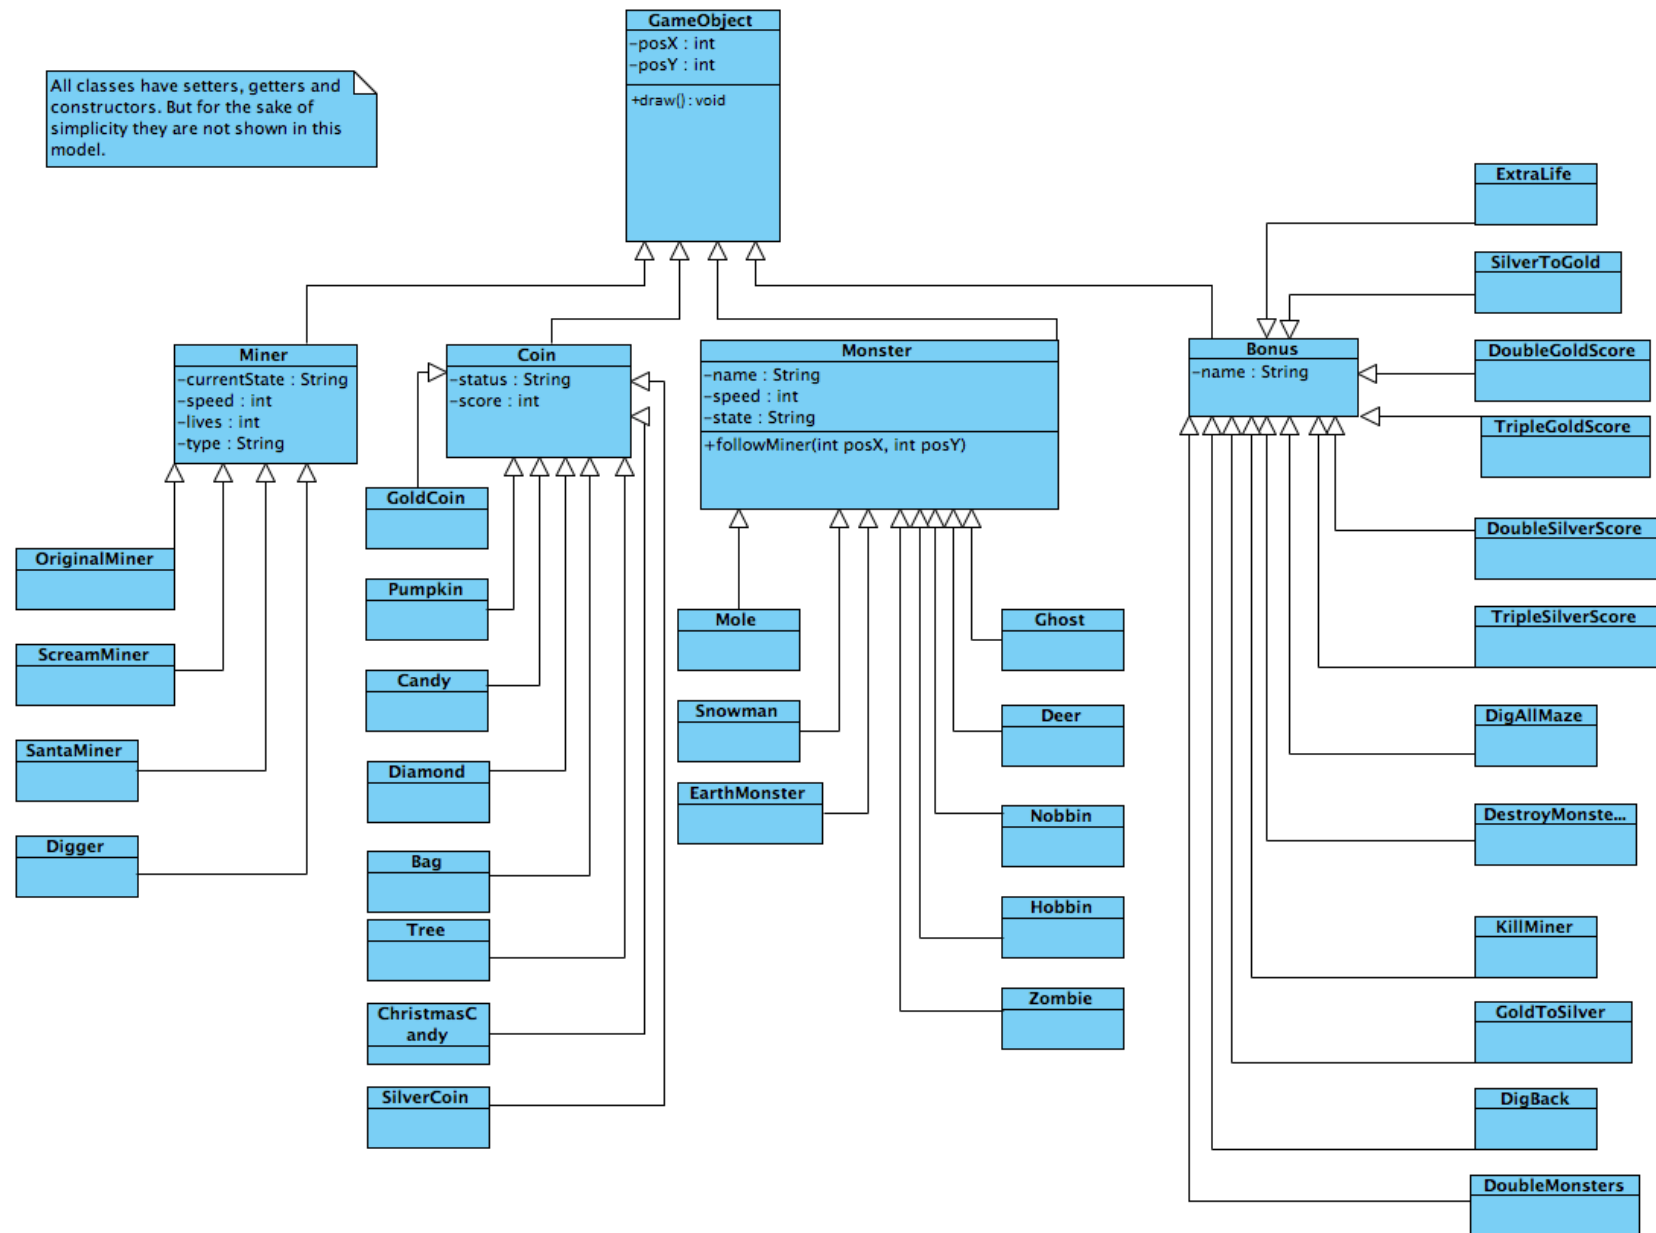 GameObject
-posX : int
-posY : int
+draw() : void
All classes have setters, getters and
constructors. But for the sake of
simplicity they are not shown in this
model.
Miner
-currentState : String
-speed : int
-lives : int
-type : String
OriginalMiner
ScreamMiner
SantaMiner
Digger
Coin
-status : String
-score : int
GoldCoin
Pumpkin
Candy
Diamond
Bag
Tree
ChristmasC
andy
SilverCoin
Monster
-name : String
-speed : int
-state : String
+followMiner(int posX, int posY)
Mole
Snowman
EarthMonster
Ghost
Deer
Nobbin
Hobbin
Zombie
Bonus
-name : String
ExtraLife
SilverToGold
DoubleGoldScore
TripleGoldScore
DoubleSilverScore
TripleSilverScore
DigAllMaze
DestroyMonste...
KillMiner
GoldToSilver
DigBack
DoubleMonsters